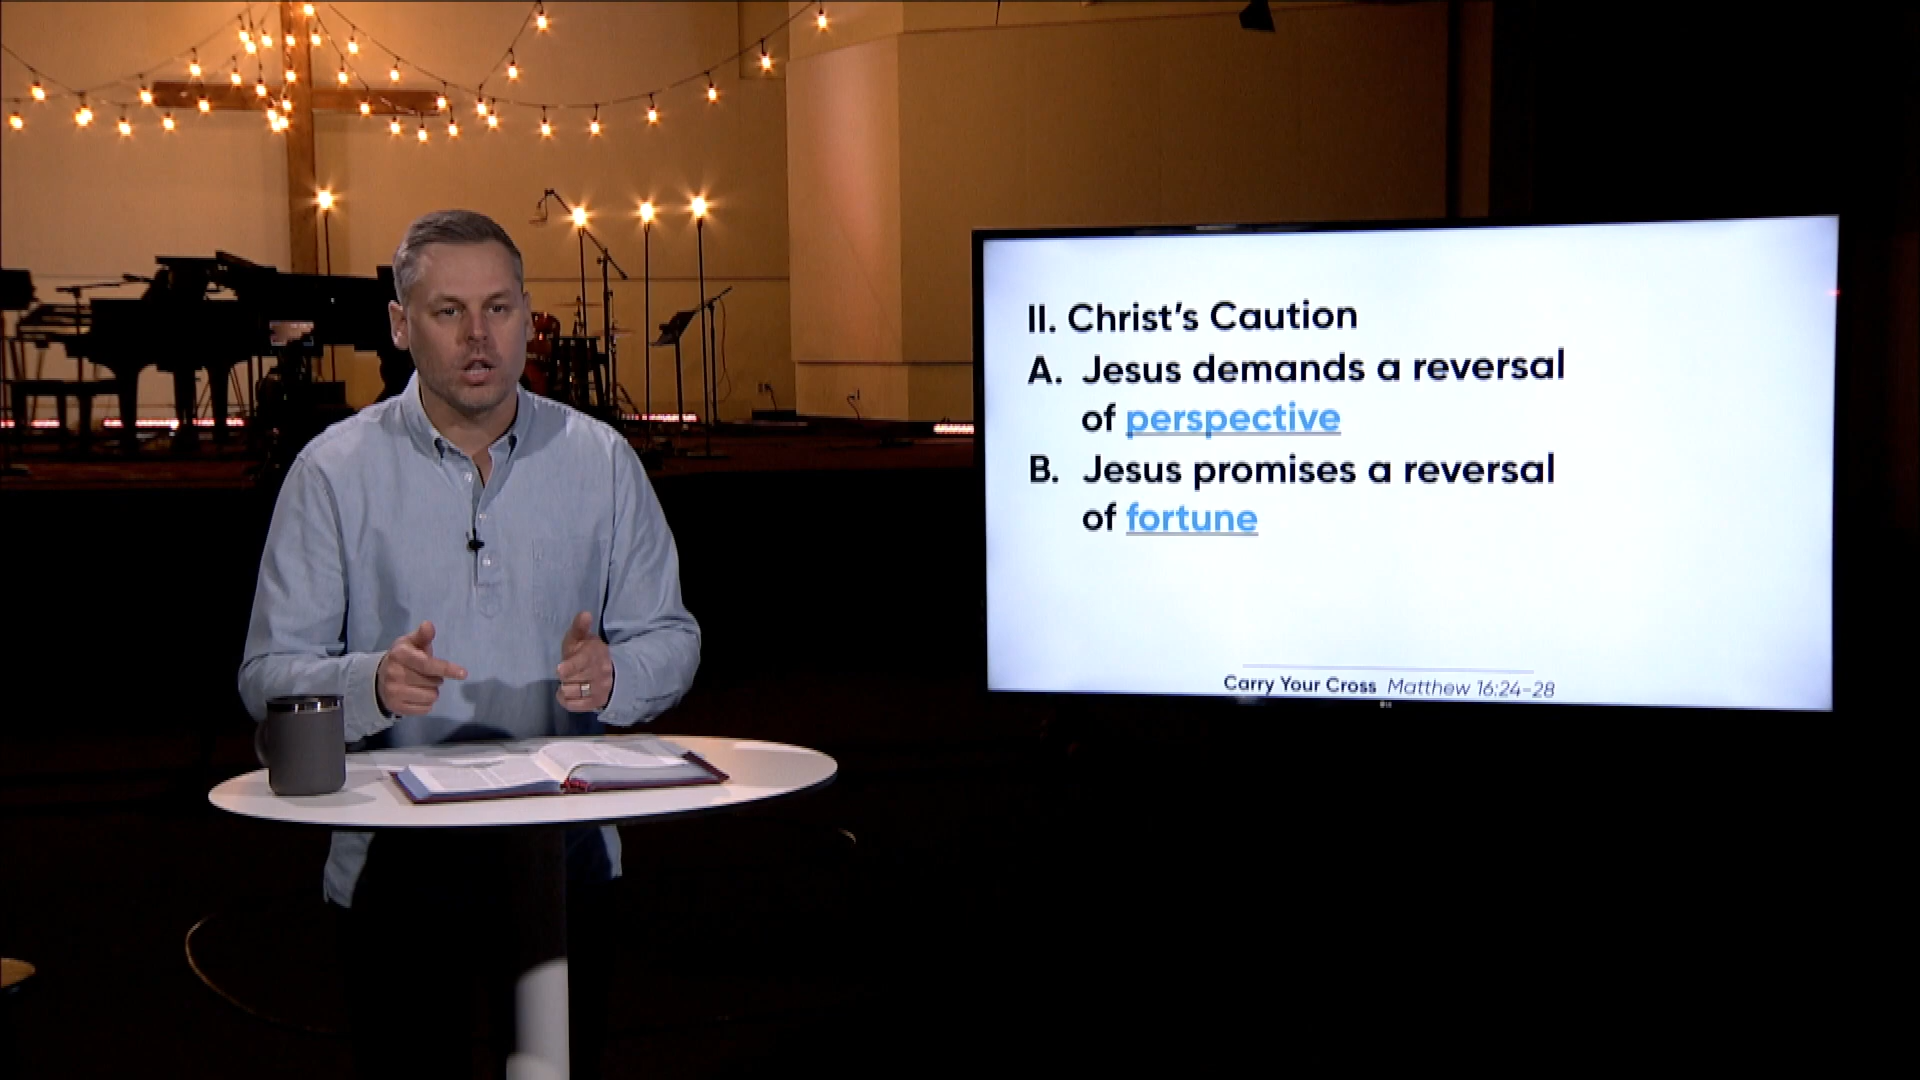 II. Christ's Caution
A. Jesus demands a reversal
of perspective
B. Jesus promises a reversal
of fortune
Carry Your Cross Matthew 16:24-28